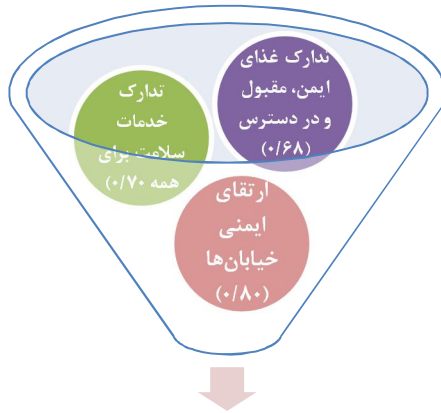 تدارک غذای
ایمن، مقبول
و در دسترس
(۰/۶۸)
تدارک
خدمات
سلامت برای
همه ۰/۷۰)
ارتقای
ایمنی
خیابان‌ها
(۰/۸۰)